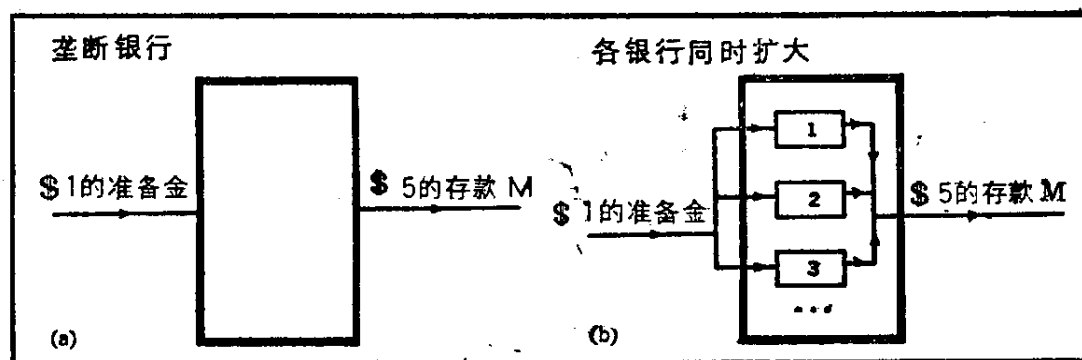 垄断银行
$ 1的准备金
$ 5的存款 M
(a)
各银行同时扩大
$ 1的准备金
1
2
3
...
$ 5的存款 M
(b)